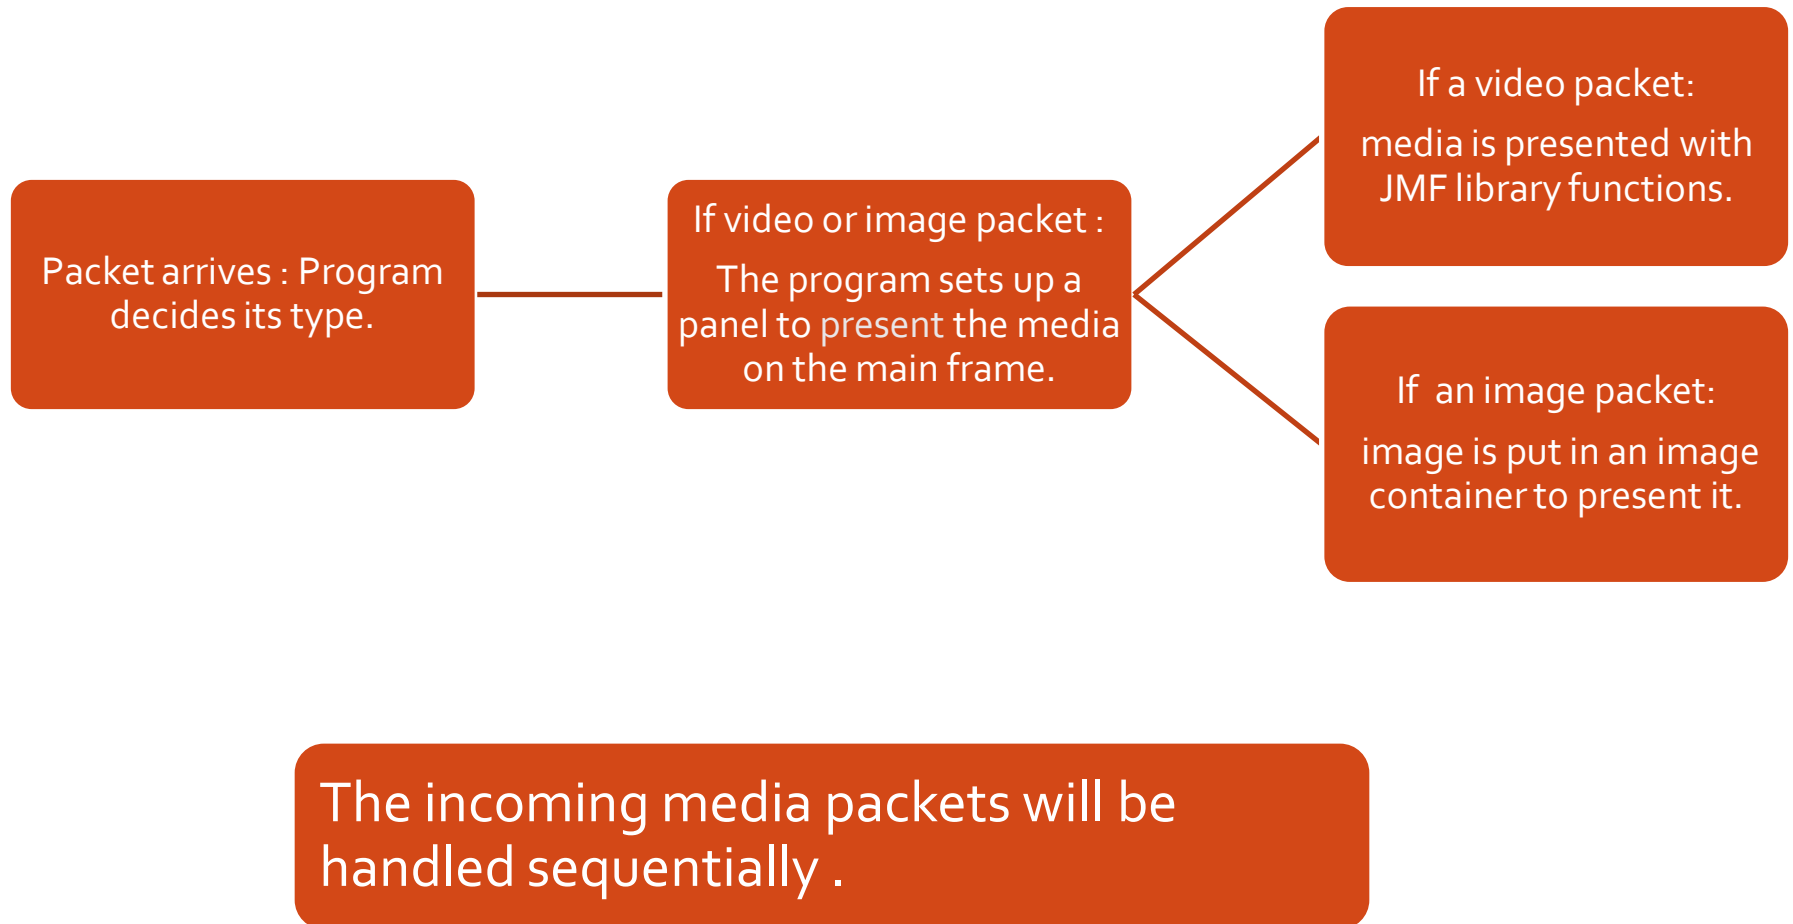 Packet arrives : Program
decides its type.
If video or image packet :
The program sets up a
panel to present the media
on the main frame.
If a video packet:
media is presented with
JMF library functions.
If an image packet:
image is put in an image
container to present it.
The incoming media packets will be
handled sequentially .